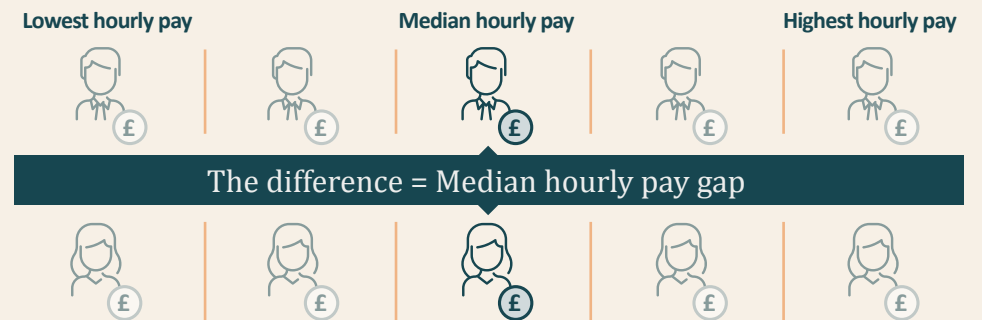 Lowest hourly pay Median hourly pay Highest hourly pay
£ £ £ £ £
The difference = Median hourly pay gap
£ £ £ £ £